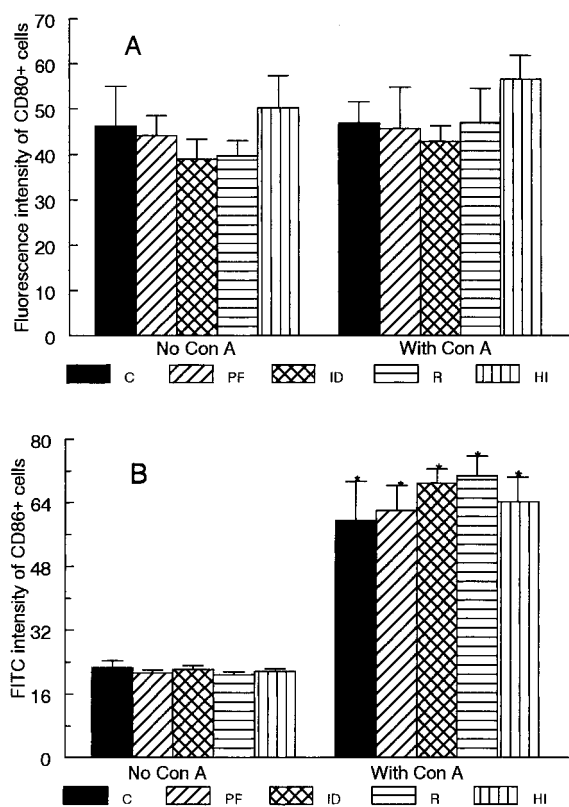 A
Fluorescence intensity of CD80+ cells
70
60
50
40
30
20
10
0
No Con A With Con A
C PF ID R HI
B
FITC intensity of CD86+ cells
80
64
48
32
16
0
* * * * *
No Con A With Con A
C PF ID R HI